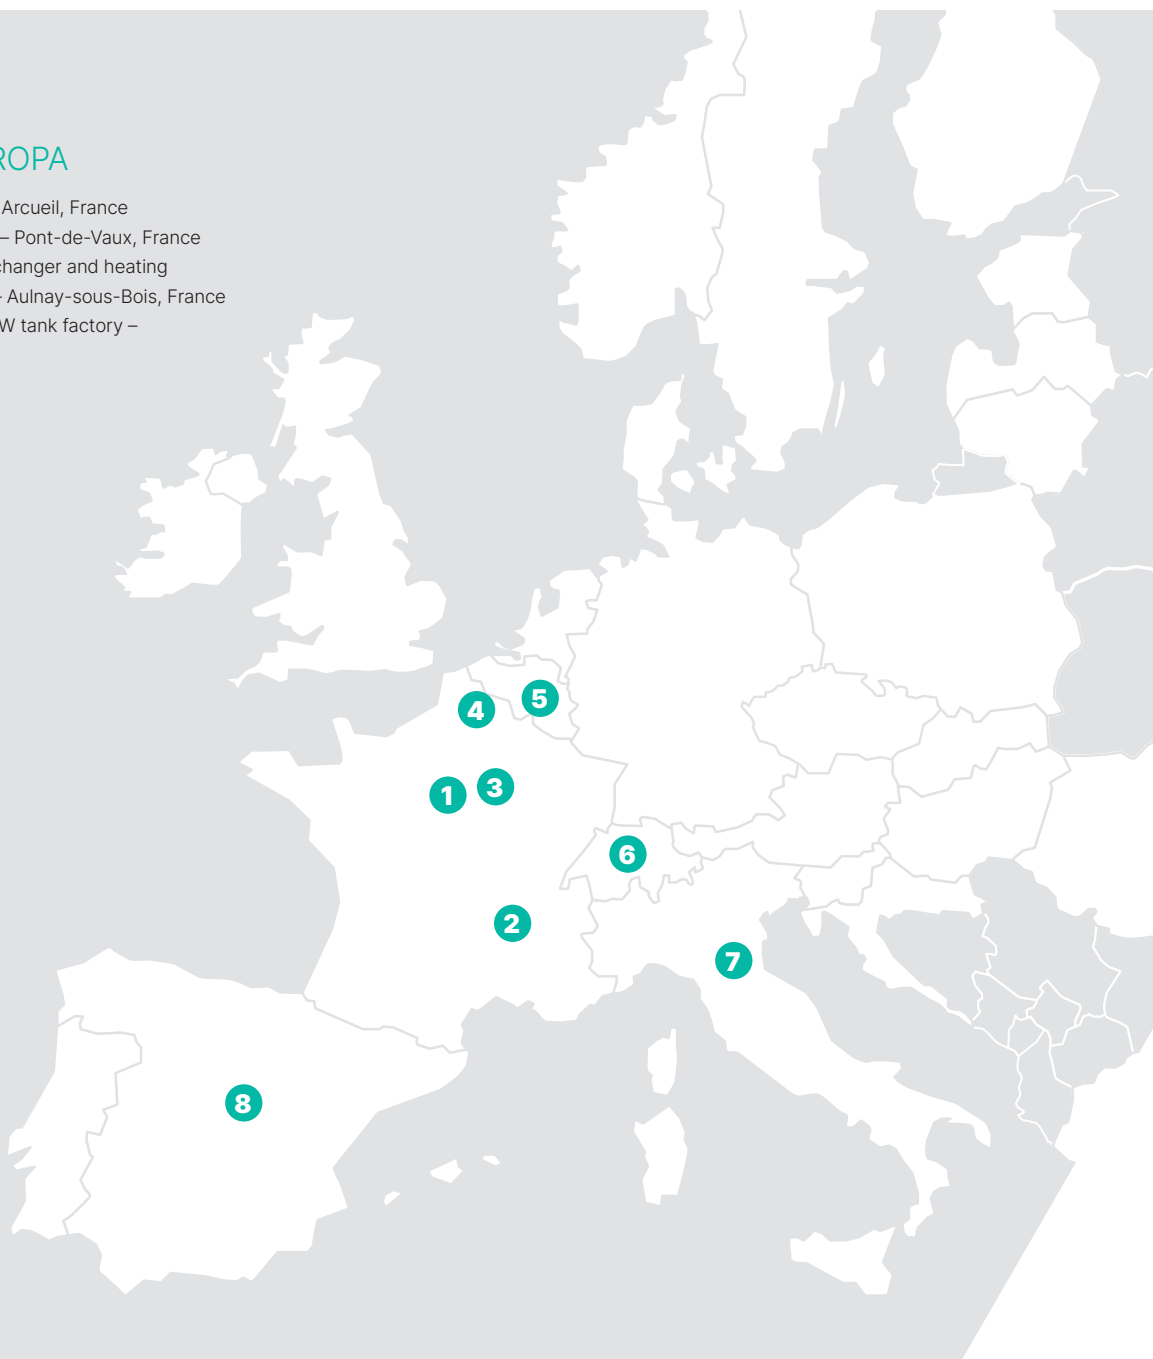 ROPA
Arcueil, France
– Pont-de-Vaux, France
changer and heating
– Aulnay-sous-Bois, France
W tank factory –
5
4
3
1
6
2
7
8